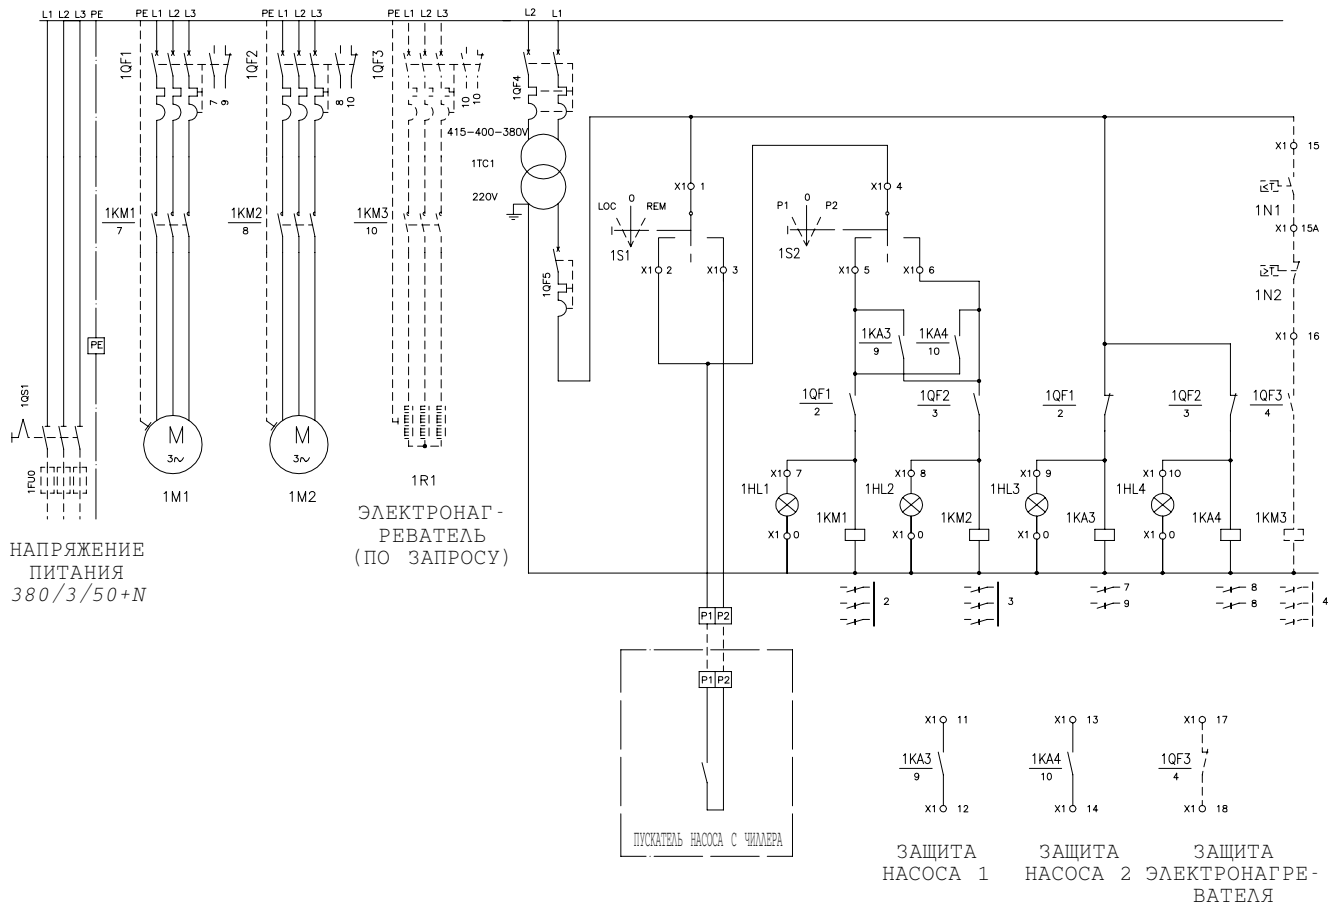 L1 L2 L3 PE
PE L1 L2 L3
PE L1 L2 L3
PE L1 L2 L3
L2 L1
1QF1
7
9
1QF2
8
10
1QF3
10
10
1QF4
415-400-380V
1TC1
220V
1QF5
1KM1
7
1KM2
8
1KM3
10
X1 1
LOC 0 REM
1S1
X1 2
X1 3
X1 4
P1 0 P2
1S2
X1 5
X1 6
X1 15
1N1
X1 15A
1N2
X1 16
1KA3
9
1KA4
10
PE
1QS1
1FU0
M
3~
1M1
M
3~
1M2
1R1
ЭЛЕКТРОНАГ-
РЕВАТЕЛЬ
(ПО ЗАПРОСУ)
НАПРЯЖЕНИЕ
ПИТАНИЯ
380/3/50+N
1QF1
2
1QF2
3
1QF1
2
1QF2
3
1QF3
4
X1 7
1HL1
X1 0
1KM1
X1 8
1HL2
X1 0
1KM2
X1 9
1HL3
X1 0
1KA3
X1 10
1HL4
X1 0
1KA4
1KM3
2
3
7
9
8
8
4
P1 P2
P1 P2
ПУСКАТЕЛЬ НАСОСА С ЧИЛЛЕРА
X1 11
1KA3
9
X1 12
ЗАЩИТА
НАСОСА 1
X1 13
1KA4
10
X1 14
ЗАЩИТА
НАСОСА 2
X1 17
1QF3
4
X1 18
ЗАЩИТА
ЭЛЕКТРОНАГРЕ-
ВАТЕЛЯ